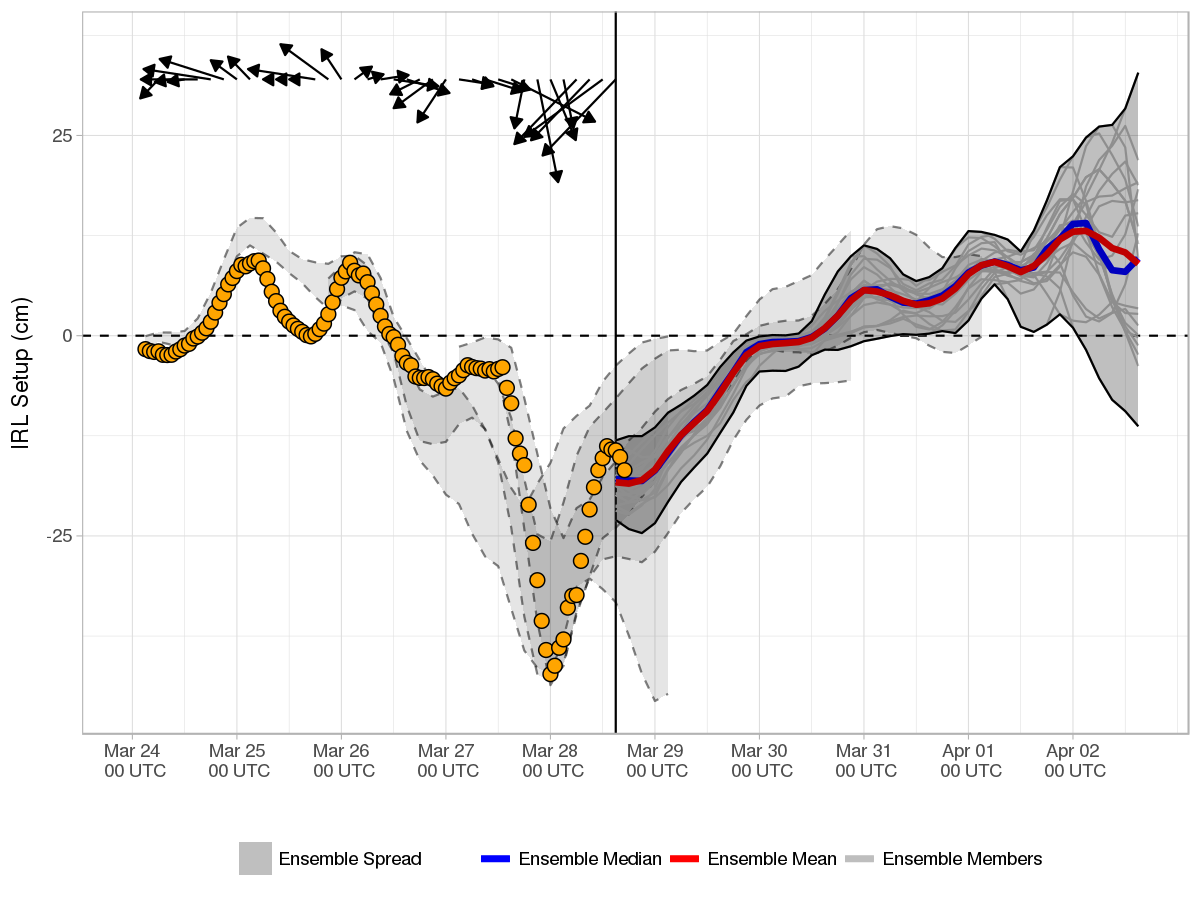 IRL Setup (cm)
25
0
-25
Mar 24 Mar 25 Mar 26 Mar 27 Mar 28 Mar 29 Mar 30 Mar 31 Apr 01 Apr 02
00 UTC 00 UTC 00 UTC 00 UTC 00 UTC 00 UTC 00 UTC 00 UTC 00 UTC 00 UTC
Ensemble Spread Ensemble Median Ensemble Mean Ensemble Members